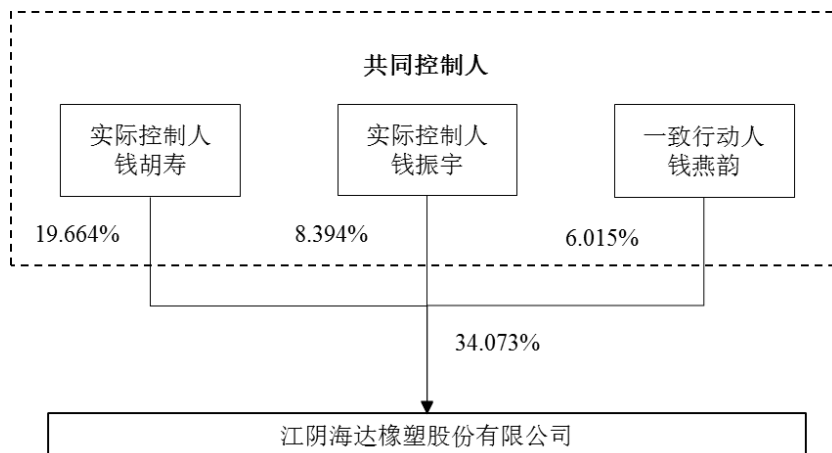 共同控制人
实际控制人
钱胡寿
实际控制人
钱振宇
一致行动人
钱燕韵
19.664%
8.394%
6.015%
34.073%
江阴海达橡塑股份有限公司